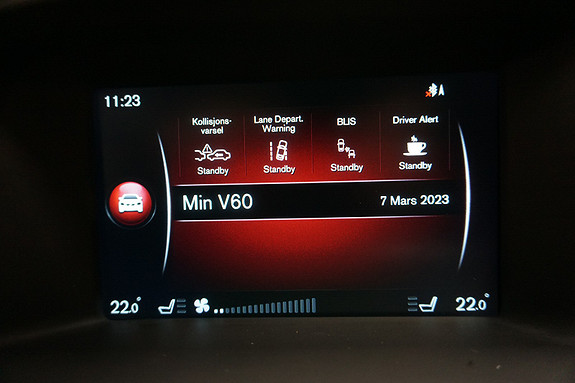 11:23
A
Kollisjons-
varsel
Standby
Lane Depart.
Warning
Standby
BLIS
Standby
Driver Alert
Standby
Min V60
7 Mars 2023
22.0°
22.0°